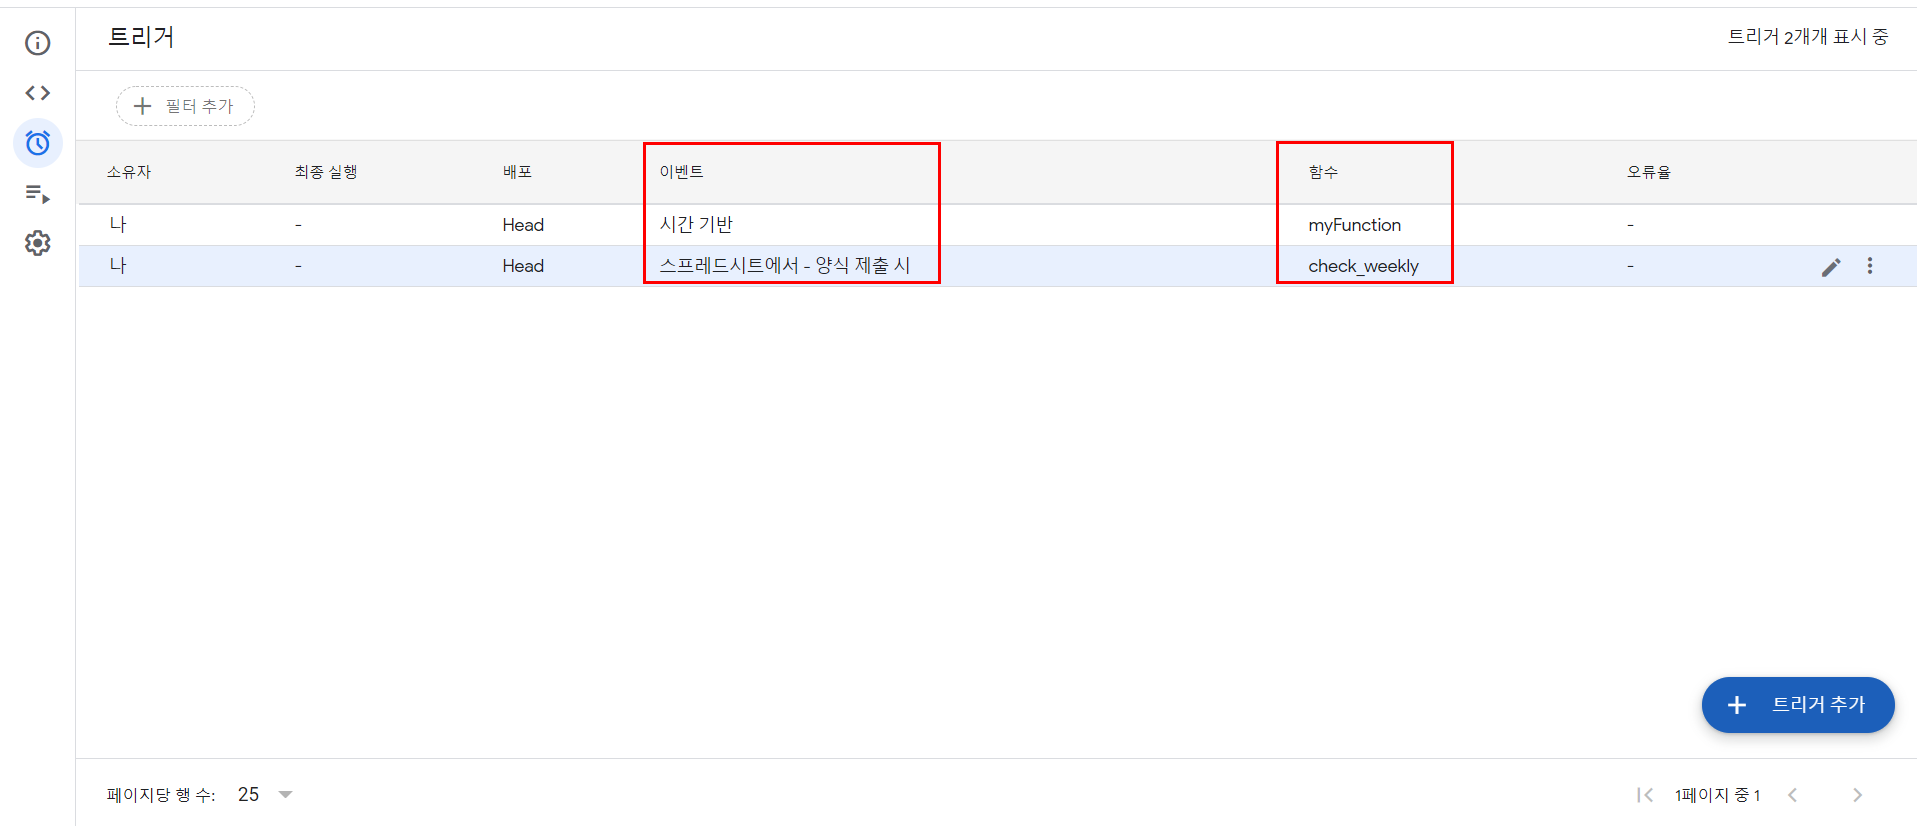 트리거 트리거 2개개 표시 중
필터 추가
소유자 최종 실행 배포 이벤트 함수 오류율
나 - Head 시간 기반 myFunction -
나 - Head 스프레드시트에서 - 양식 제출 시 check_weekly -
트리거 추가
페이지당 행 수: 25 1페이지 중 1